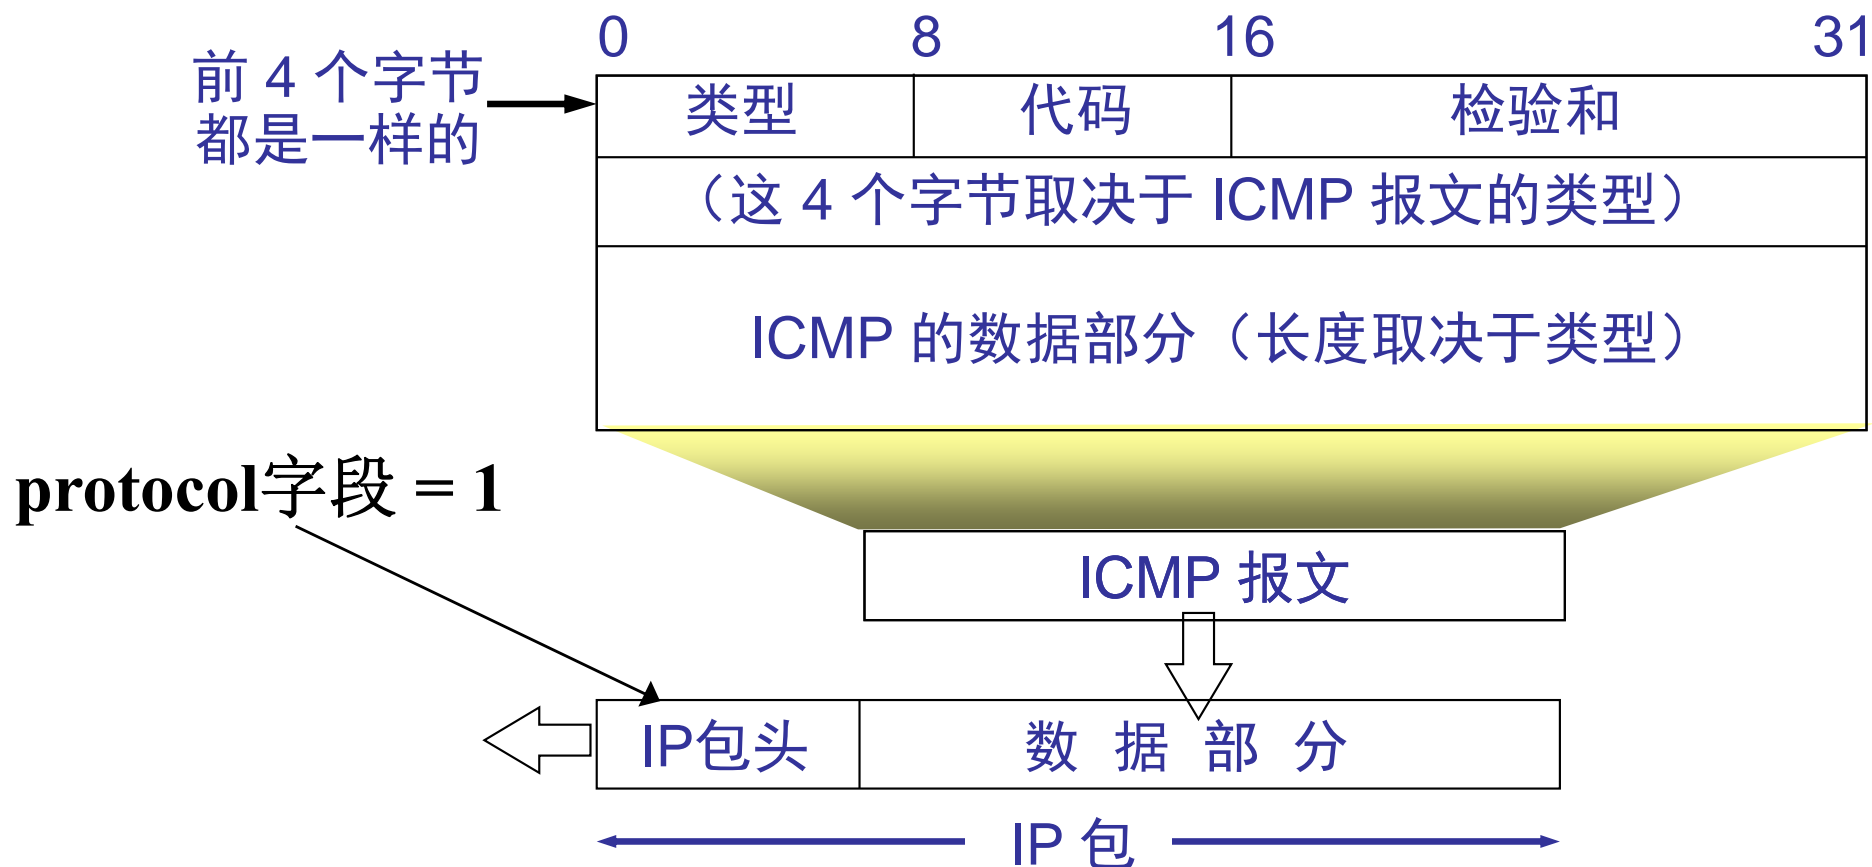 0 8 16 31
前 4 个字节
都是一样的
类型 代码 检验和
（这 4 个字节取决于 ICMP 报文的类型）
ICMP 的数据部分（长度取决于类型）
protocol字段 = 1
ICMP 报文
IP包头 数 据 部 分
IP 包